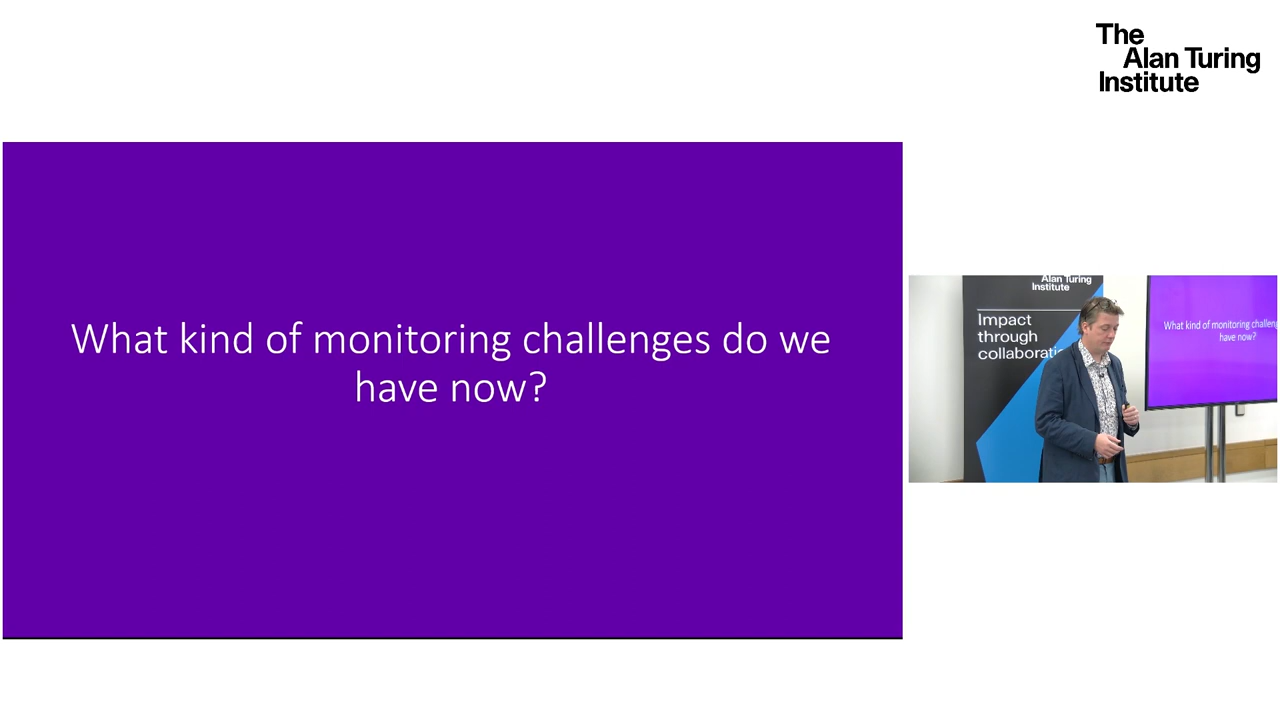 The
Alan Turing
Institute
What kind of monitoring challenges do we
have now?
Alan Turing
Institute
Impact
through
What kind of monitoring
have now?